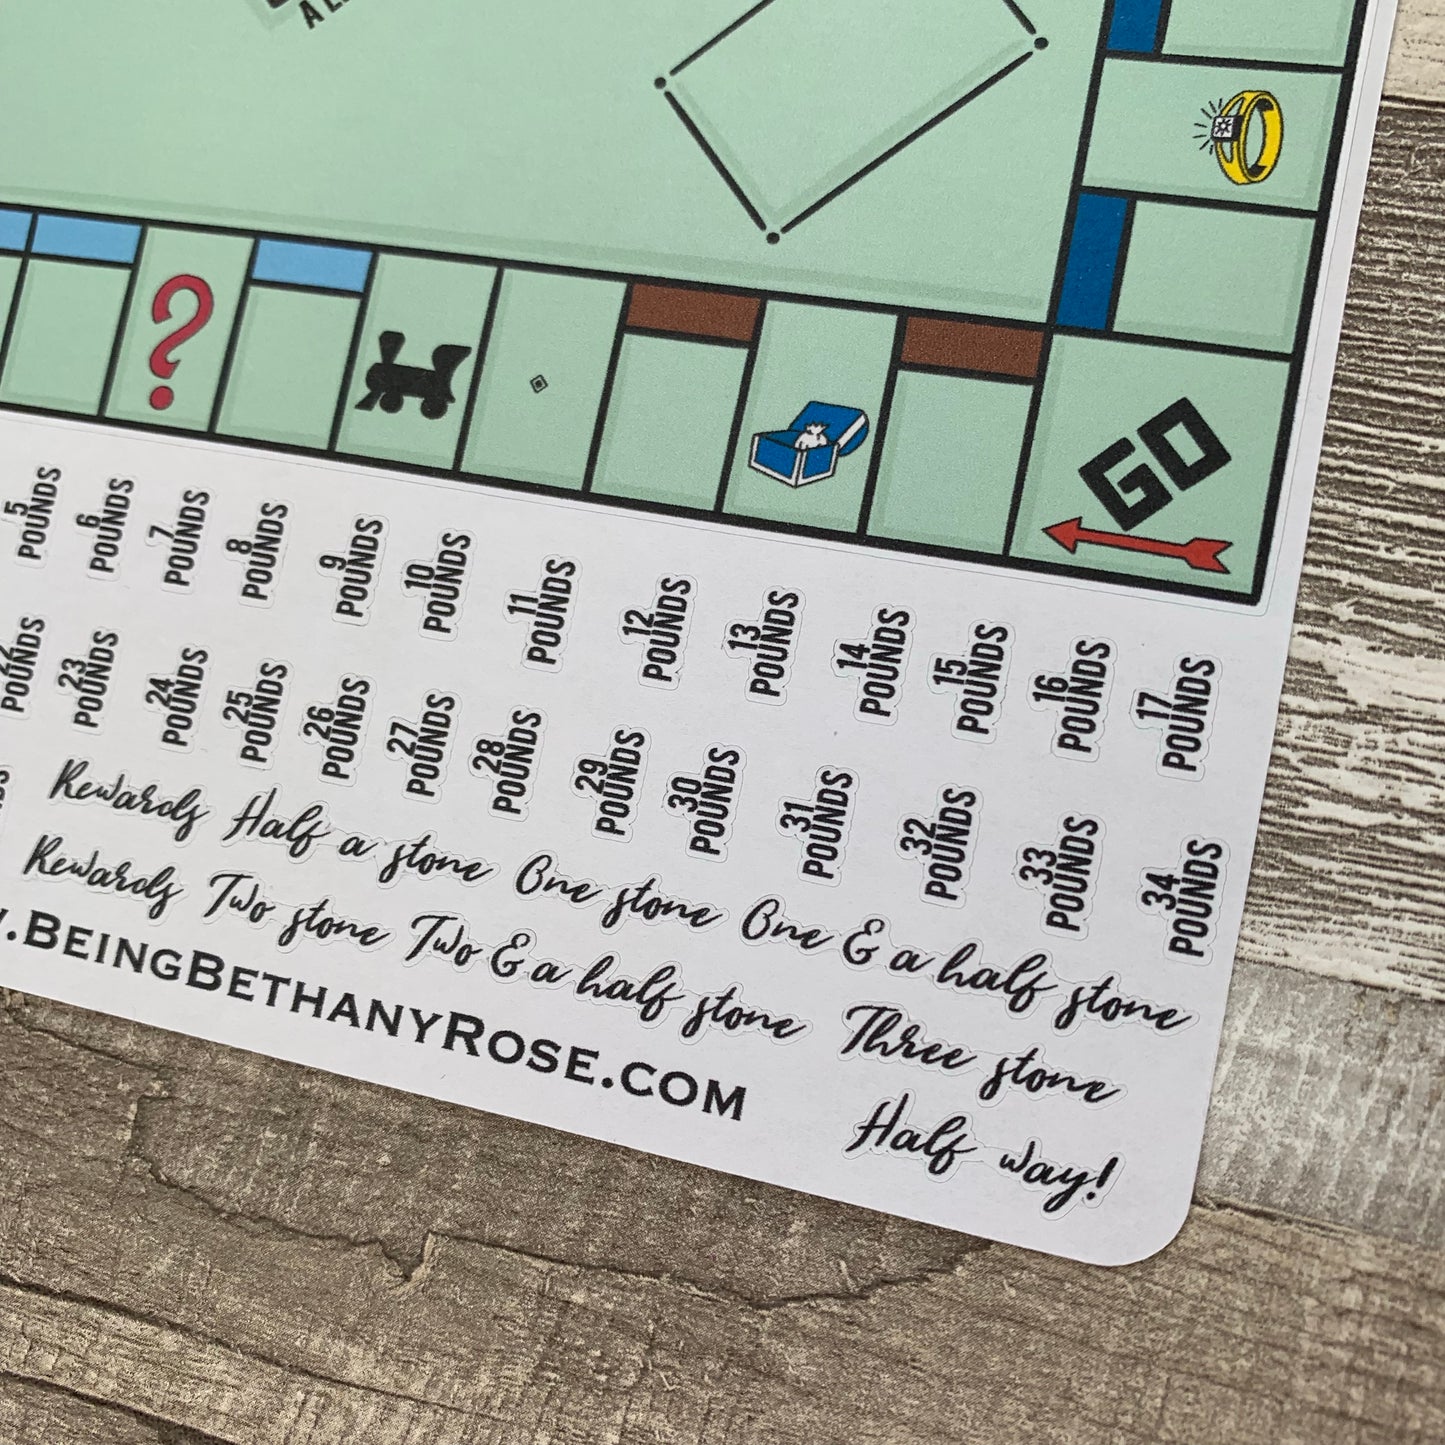 A L
?
GO
5 POUNDS
6 POUNDS
7 POUNDS
8 POUNDS
9 POUNDS
10 POUNDS
11 POUNDS
12 POUNDS
13 POUNDS
14 POUNDS
15 POUNDS
16 POUNDS
17 POUNDS
22 POUNDS
23 POUNDS
24 POUNDS
25 POUNDS
26 POUNDS
27 POUNDS
28 POUNDS
29 POUNDS
30 POUNDS
31 POUNDS
32 POUNDS
33 POUNDS
34 POUNDS
Rewards Half a stone One stone One & a half stone
Rewards Two stone Two & a half stone Three stone
.BeingBethanyRose.com
Half way!